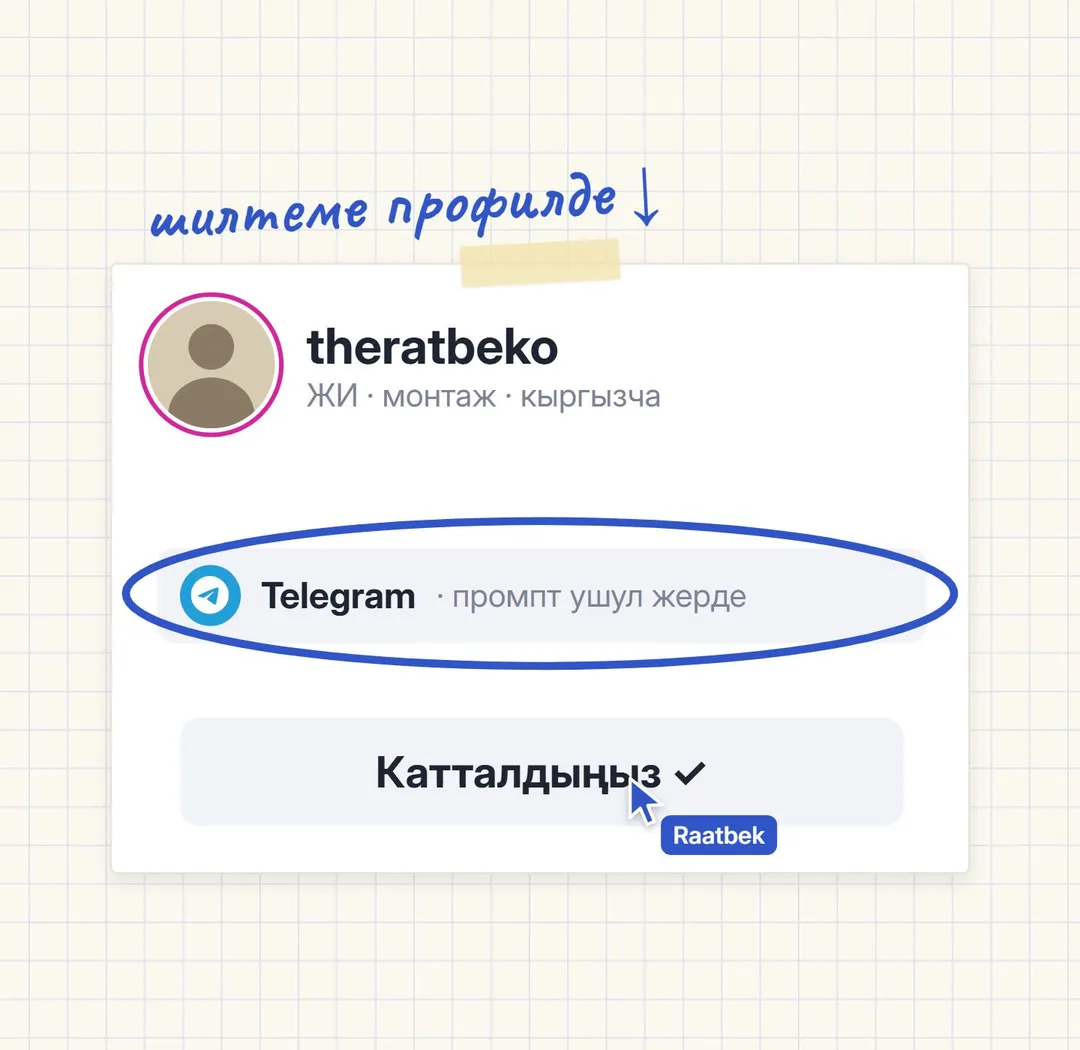 шилтеме профилде ↓
theratbeko
ЖИ · монтаж · кыргызча
Telegram · промпт ушул жерде
Катталдыңыз ✓
Raatbek